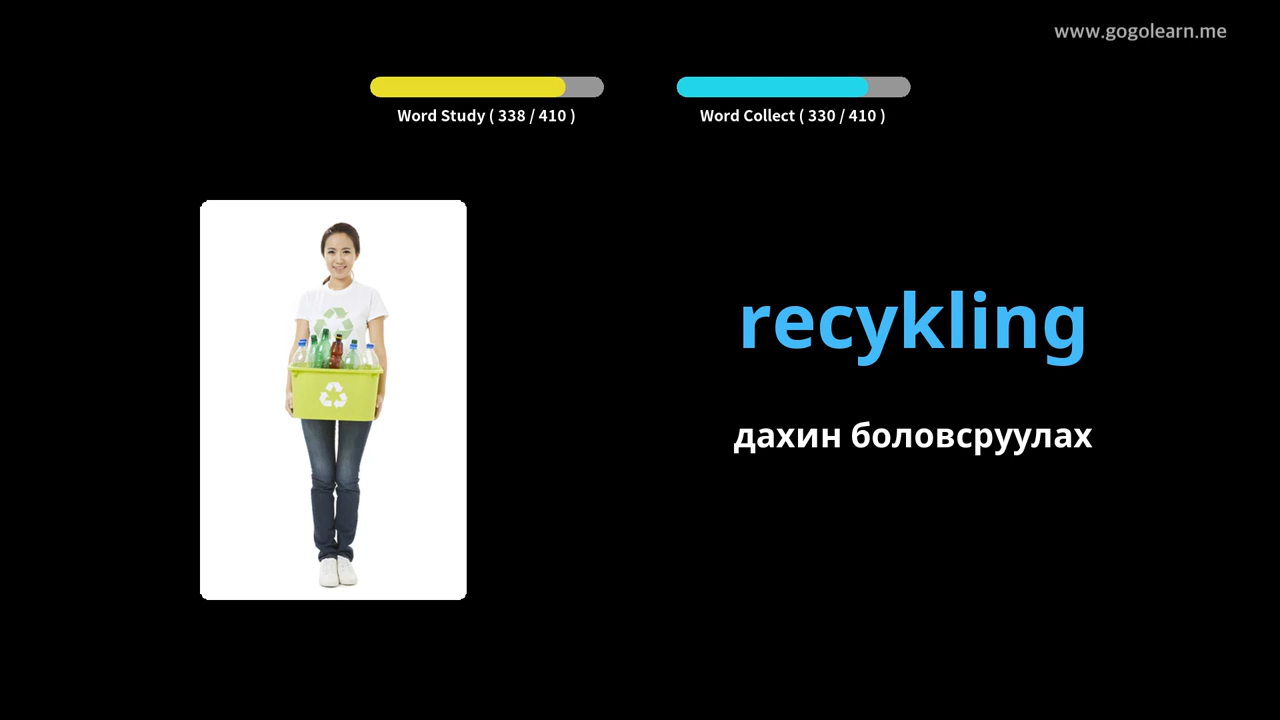 www.gogolearn.me
Word Study ( 338 / 410 )
Word Collect ( 330 / 410 )
recykling
дахин боловсруулах